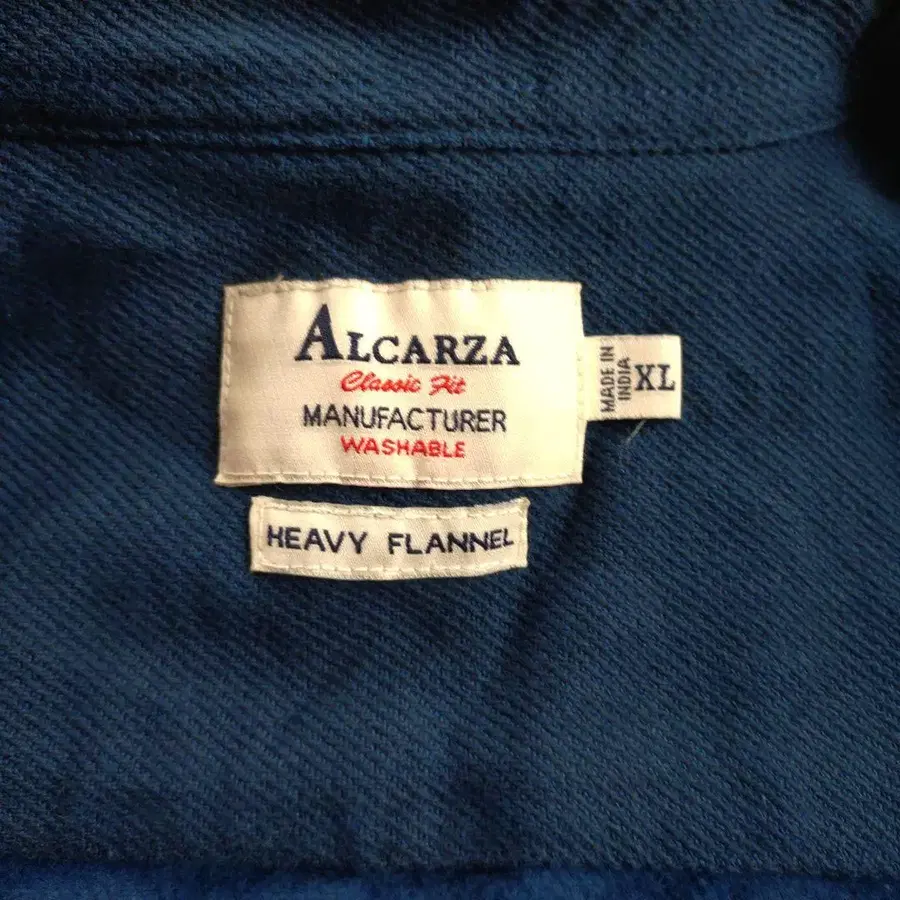 ALCARZA
Classic Fit
MANUFACTURER
WASHABLE
MADE IN
INDIA
XL
HEAVY FLANNEL